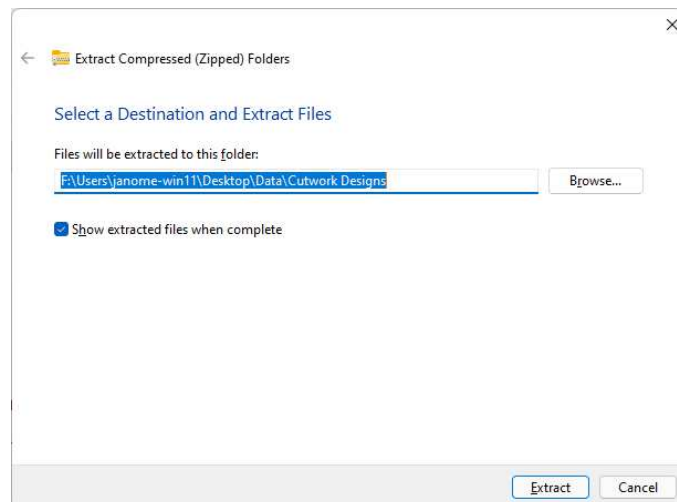 Extract Compressed (Zipped) Folders
Select a Destination and Extract Files
Files will be extracted to this folder:
F:\Users\janome-win11\Desktop\Data\Cutwork Designs
Browse...
Show extracted files when complete
Extract
Cancel